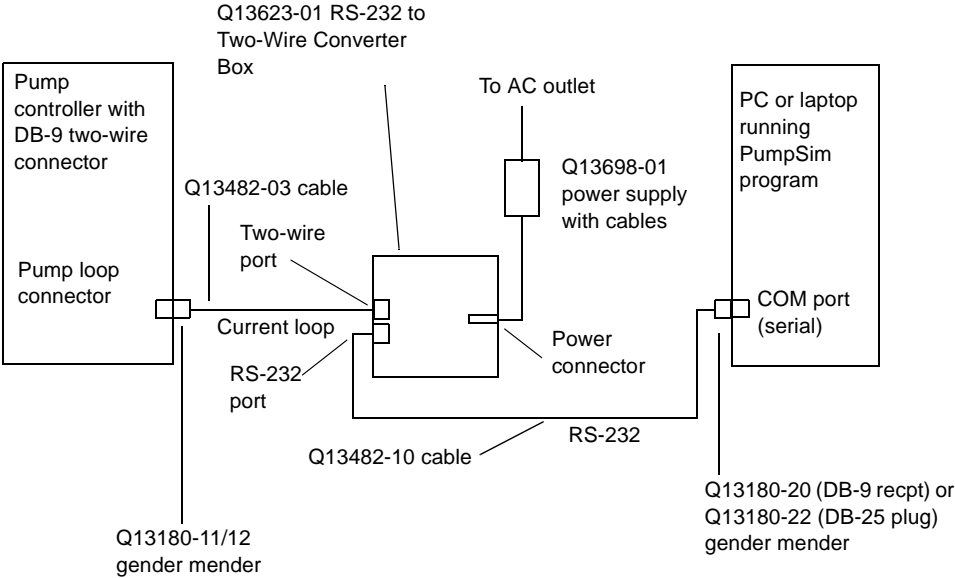 Q13623-01 RS-232 to
Two-Wire Converter
Box
Pump
controller with
DB-9 two-wire
connector
To AC outlet
PC or laptop
running
PumpSim
program
Q13698-01
power supply
with cables
Q13482-03 cable
Two-wire
port
Pump loop
connector
COM port
(serial)
Current loop
Power
connector
RS-232
port
RS-232
Q13482-10 cable
Q13180-20 (DB-9 recpt) or
Q13180-22 (DB-25 plug)
gender mender
Q13180-11/12
gender mender